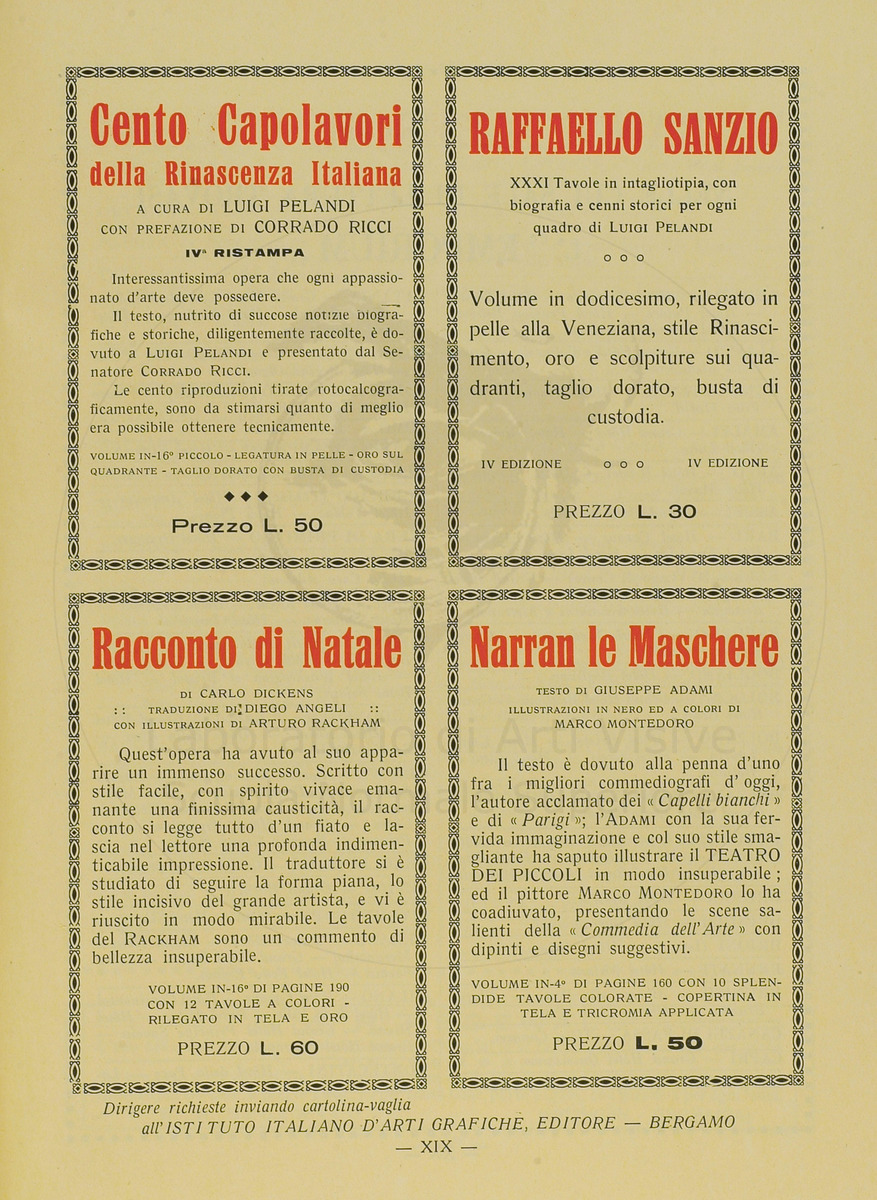 Cento Capolavori
della Rinascenza Italiana
A CURA DI LUIGI PELANDI
CON PREFAZIONE DI CORRADO RICCI
IVª RISTAMPA
Interessantissima opera che ogni appassio-
nato d'arte deve possedere.
Il testo, nutrito di succose notizie biogra-
fiche e storiche, diligentemente raccolte, è do-
vuto a LUIGI PELANDI e presentato dal Se-
natore CORRADO RICCI.
Le cento riproduzioni tirate rotocalcogra-
ficamente, sono da stimarsi quanto di meglio
era possibile ottenere tecnicamente.
VOLUME IN-16º PICCOLO - LEGATURA IN PELLE - ORO SUL
QUADRANTE - TAGLIO DORATO CON BUSTA DI CUSTODIA
◆ ◆ ◆
Prezzo L. 50
RAFFAELLO SANZIO
XXXI Tavole in intagliotipia, con
biografia e cenni storici per ogni
quadro di LUIGI PELANDI
o o o
Volume in dodicesimo, rilegato in
pelle alla Veneziana, stile Rinasci-
mento, oro e scolpiture sui qua-
dranti, taglio dorato, busta di
custodia.
IV EDIZIONE o o o IV EDIZIONE
PREZZO L. 30
Racconto di Natale
DI CARLO DICKENS
:: TRADUZIONE DI: DIEGO ANGELI ::
CON ILLUSTRAZIONI DI ARTURO RACKHAM
Quest'opera ha avuto al suo appa-
rire un immenso successo. Scritto con
stile facile, con spirito vivace ema-
nante una finissima causticità, il rac-
conto si legge tutto d'un fiato e la-
scia nel lettore una profonda indimen-
ticabile impressione. Il traduttore si è
studiato di seguire la forma piana, lo
stile incisivo del grande artista, e vi è
riuscito in modo mirabile. Le tavole
del RACKHAM sono un commento di
bellezza insuperabile.
VOLUME IN-16º DI PAGINE 190
CON 12 TAVOLE A COLORI -
RILEGATO IN TELA E ORO
PREZZO L. 60
Narran le Maschere
TESTO DI GIUSEPPE ADAMI
ILLUSTRAZIONI IN NERO ED A COLORI DI
MARCO MONTEDORO
Il testo è dovuto alla penna d'uno
fra i migliori commediografi d' oggi,
l'autore acclamato dei « Capelli bianchi »
e di « Parigi »; l'ADAMI con la sua fer-
vida immaginazione e col suo stile sma-
gliante ha saputo illustrare il TEATRO
DEI PICCOLI in modo insuperabile ;
ed il pittore MARCO MONTEDORO lo ha
coadiuvato, presentando le scene sa-
lienti della « Commedia dell'Arte » con
dipinti e disegni suggestivi.
VOLUME IN-4º DI PAGINE 160 CON 10 SPLEN-
DIDE TAVOLE COLORATE - COPERTINA IN
TELA E TRICROMIA APPLICATA
PREZZO L. 50
Dirigere richieste inviando cartolina-vaglia
all'ISTITUTO ITALIANO D'ARTI GRAFICHE, EDITORE — BERGAMO
— XIX —